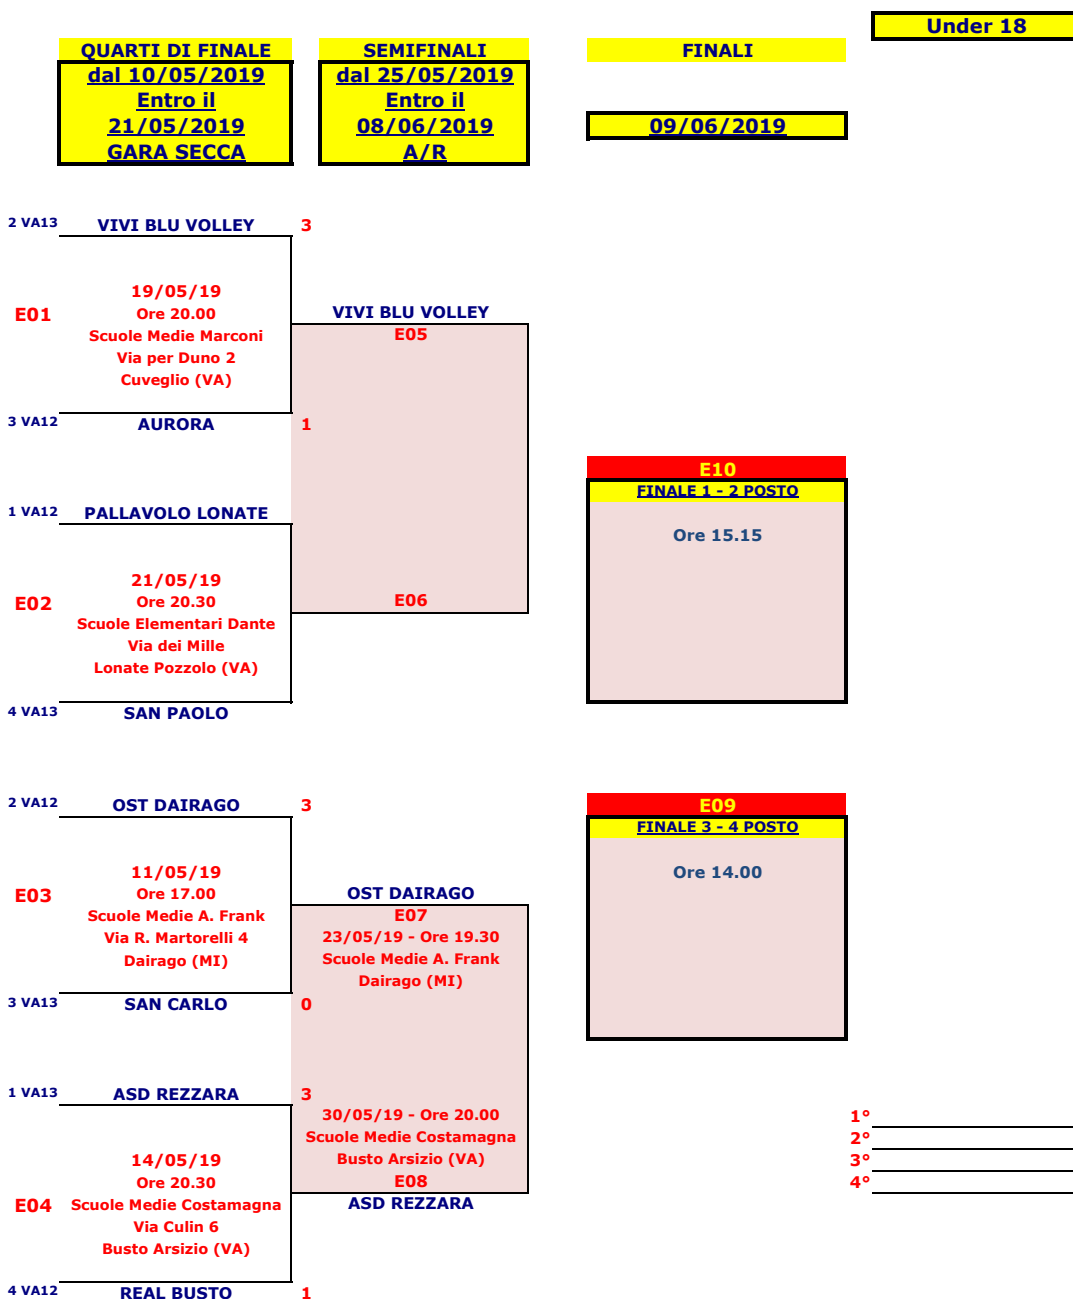 Under 18
QUARTI DI FINALE
dal 10/05/2019
Entro il
21/05/2019
GARA SECCA
SEMIFINALI
dal 25/05/2019
Entro il
08/06/2019
A/R
FINALI
09/06/2019
2 VA13 VIVI BLU VOLLEY 3
E01
19/05/19
Ore 20.00
Scuole Medie Marconi
Via per Duno 2
Cuveglio (VA)
3 VA12 AURORA 1
1 VA12 PALLAVOLO LONATE
E02
21/05/19
Ore 20.30
Scuole Elementari Dante
Via dei Mille
Lonate Pozzolo (VA)
4 VA13 SAN PAOLO
VIVI BLU VOLLEY
E05
E06
E10
FINALE 1 - 2 POSTO
Ore 15.15
2 VA12 OST DAIRAGO 3
E03
11/05/19
Ore 17.00
Scuole Medie A. Frank
Via R. Martorelli 4
Dairago (MI)
3 VA13 SAN CARLO 0
1 VA13 ASD REZZARA 3
E04
14/05/19
Ore 20.30
Scuole Medie Costamagna
Via Culin 6
Busto Arsizio (VA)
4 VA12 REAL BUSTO 1
OST DAIRAGO
E07
23/05/19 - Ore 19.30
Scuole Medie A. Frank
Dairago (MI)
30/05/19 - Ore 20.00
Scuole Medie Costamagna
Busto Arsizio (VA)
E08
ASD REZZARA
E09
FINALE 3 - 4 POSTO
Ore 14.00
1°
2°
3°
4°